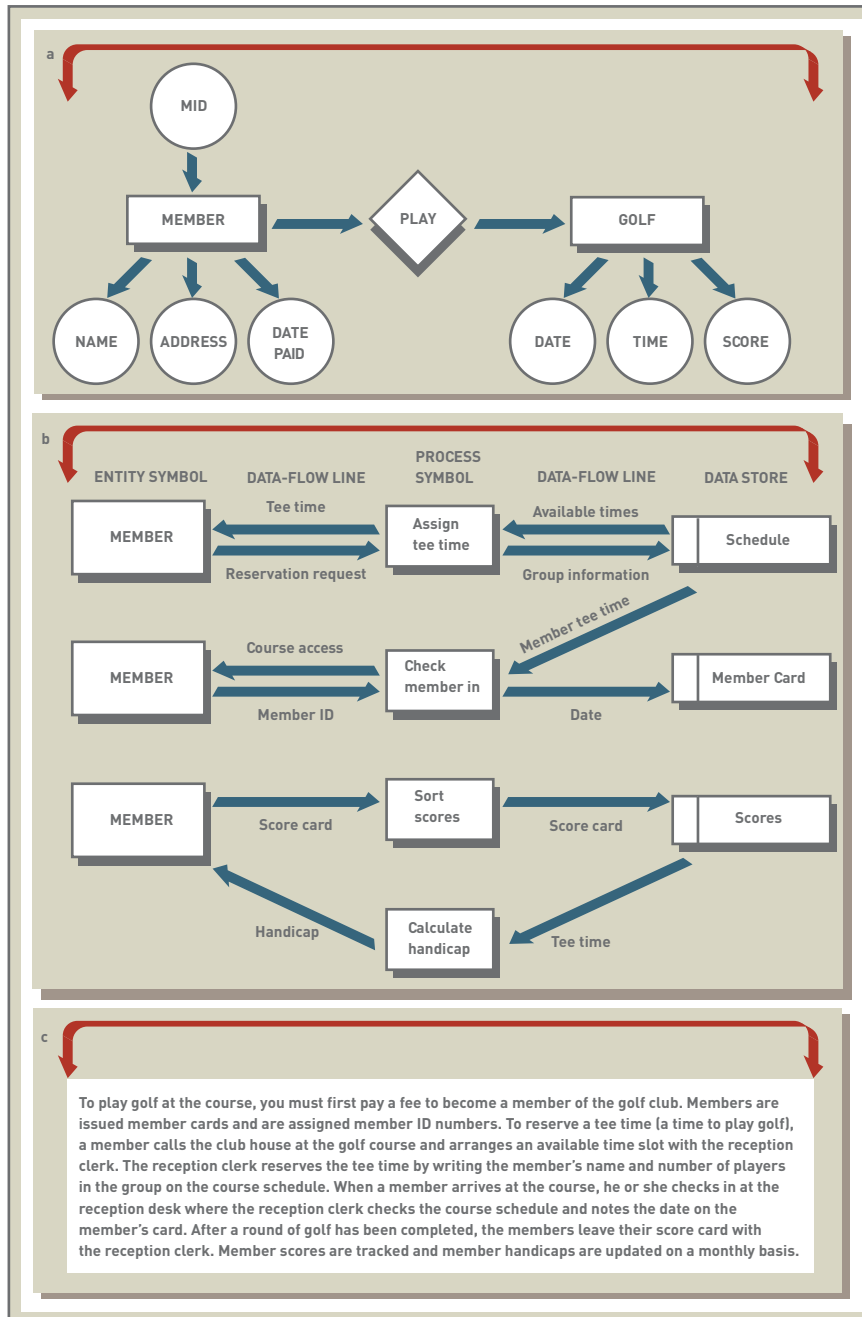 a
MID
MEMBER
PLAY
GOLF
NAME
ADDRESS
DATE
PAID
DATE
TIME
SCORE
b
ENTITY SYMBOL
DATA-FLOW LINE
PROCESS
SYMBOL
DATA-FLOW LINE
DATA STORE
MEMBER
Tee time
Reservation request
Assign
tee time
Available times
Group information
Schedule
Member tee time
MEMBER
Course access
Member ID
Check
member in
Date
Member Card
MEMBER
Score card
Sort
scores
Score card
Scores
Handicap
Calculate
handicap
Tee time
c
To play golf at the course, you must first pay a fee to become a member of the golf club. Members are
issued member cards and are assigned member ID numbers. To reserve a tee time (a time to play golf),
a member calls the club house at the golf course and arranges an available time slot with the reception
clerk. The reception clerk reserves the tee time by writing the member’s name and number of players
in the group on the course schedule. When a member arrives at the course, he or she checks in at the
reception desk where the reception clerk checks the course schedule and notes the date on the
member’s card. After a round of golf has been completed, the members leave their score card with
the reception clerk. Member scores are tracked and member handicaps are updated on a monthly basis.